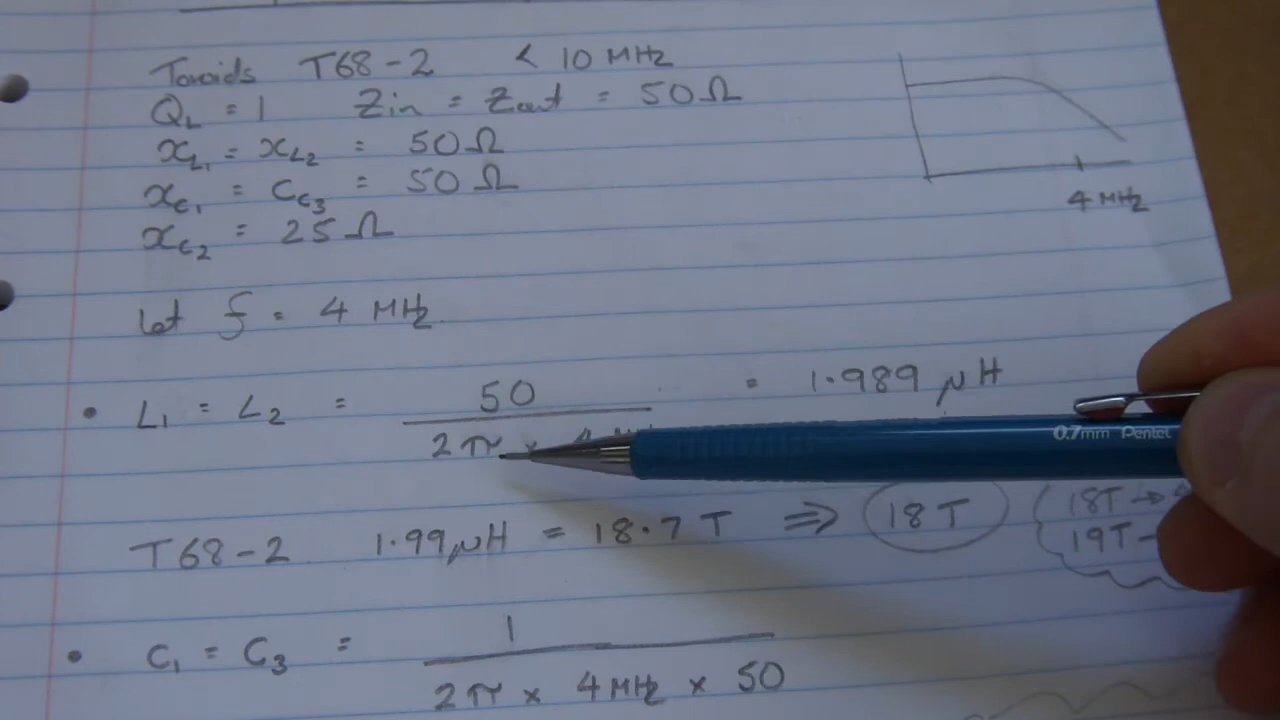 Toroids T68-2 < 10 MHz
QL = 1 Zin = Zout = 50Ω
xL1 = xL2 = 50Ω
xC1 = CC3 = 50Ω
xC2 = 25Ω
4 MHz
Let f = 4 MHz
• L1 = L2 = 50 = 1.989 μH
2π × 4
0.7mm Pentel
T68-2 1.99μH = 18.7T ⇒ 18T
18T →
19T -
• C1 = C3 = 1
2π × 4MHz × 50